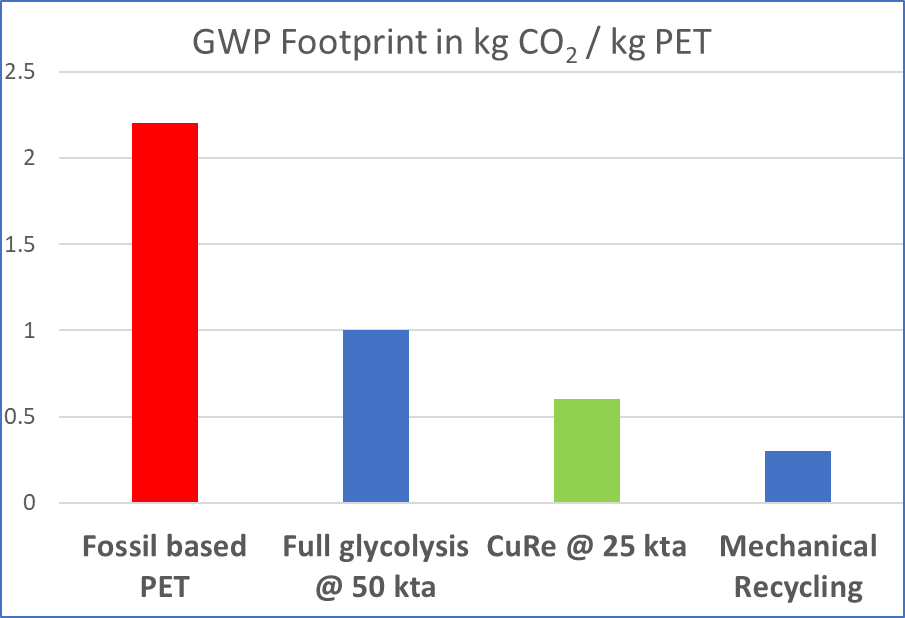 GWP Footprint in kg CO₂ / kg PET
2.5
2
1.5
1
0.5
0
Fossil based
PET
Full glycolysis
@ 50 kta
CuRe @ 25 kta
Mechanical
Recycling